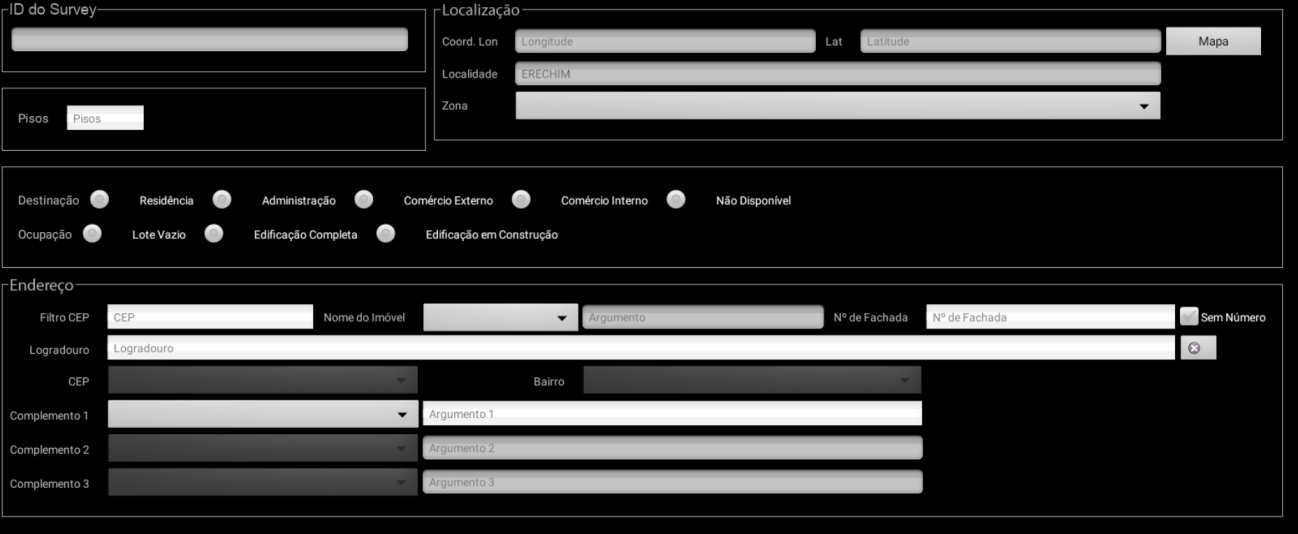 ID do Survey
Localização
Coord. Lon Longitude Lat Latitude Mapa
Localidade ERECHIM
Zona
Pisos Pisos
Destinação Residência Administração Comércio Externo Comércio Interno Não Disponível
Ocupação Lote Vazio Edificação Completa Edificação em Construção
Endereço
Filtro CEP CEP Nome do Imóvel Argumento Nº de Fachada Nº de Fachada Sem Número
Logradouro Logradouro
CEP Bairro
Complemento 1 Argumento 1
Complemento 2 Argumento 2
Complemento 3 Argumento 3